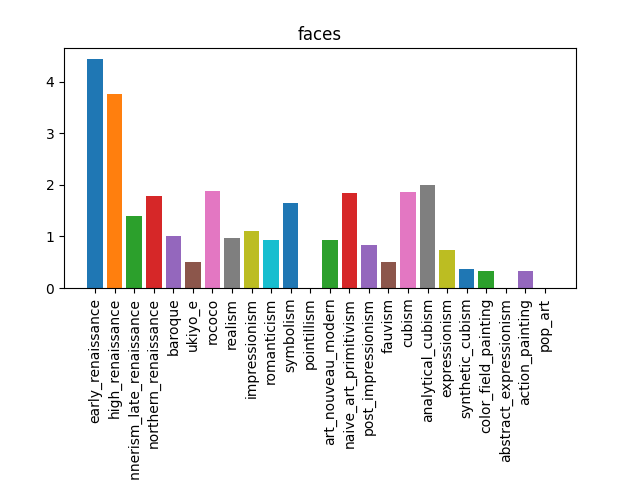 faces
4
3
2
1
0
early_renaissance
high_renaissance
nnerism_late_renaissance
northern_renaissance
baroque
ukiyo_e
rococo
realism
impressionism
romanticism
symbolism
pointillism
art_nouveau_modern
naive_art_primitivism
post_impressionism
fauvism
cubism
analytical_cubism
expressionism
synthetic_cubism
color_field_painting
abstract_expressionism
action_painting
pop_art